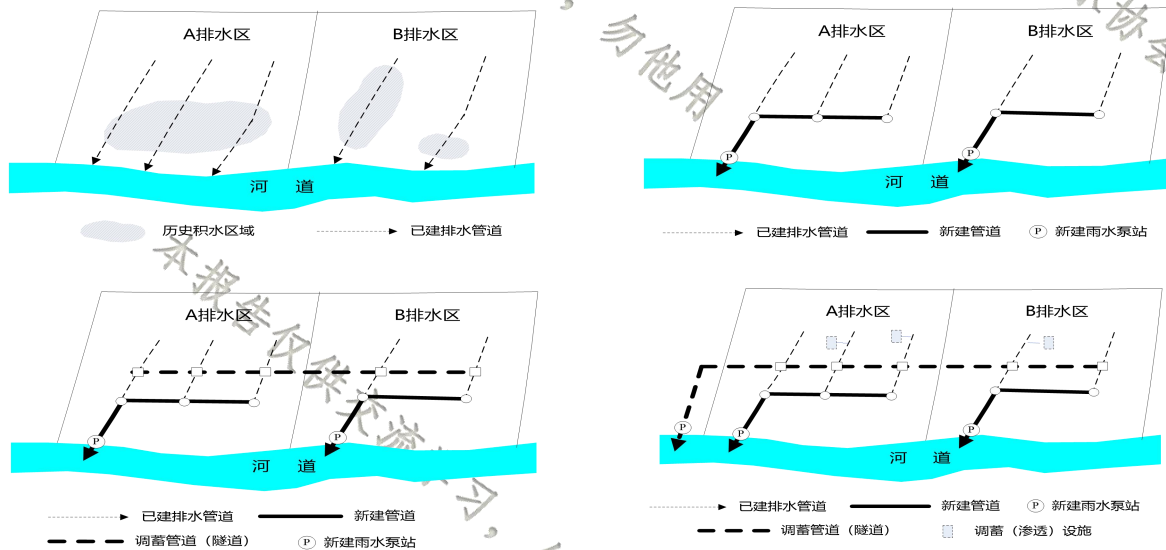 A排水区 B排水区
河 道
历史积水区域 已建排水管道
A排水区 B排水区
P P
河 道
已建排水管道 新建管道 P 新建雨水泵站
A排水区 B排水区
P P
河 道
已建排水管道 新建管道
调蓄管道（隧道） P 新建雨水泵站
A排水区 B排水区
P P P
河 道
已建排水管道 新建管道 P 新建雨水泵站
调蓄管道（隧道） 调蓄（渗透）设施
本报告仅供交流学习，
，勿他用
协会